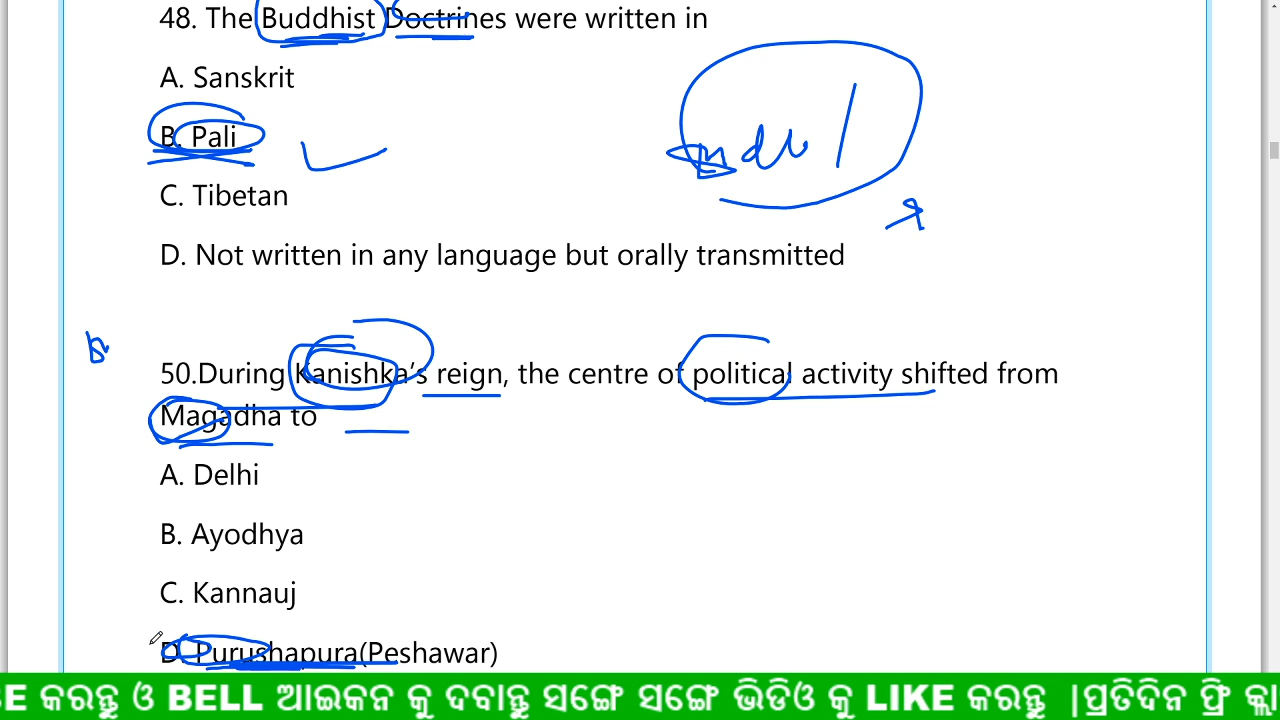 48. The Buddhist Doctrines were written in
A. Sanskrit
B. Pali
C. Tibetan
D. Not written in any language but orally transmitted
50.During Kanishka's reign, the centre of political activity shifted from
Magadha to
A. Delhi
B. Ayodhya
C. Kannauj
D. Purushapura(Peshawar)
BE କରନ୍ତୁ ଓ BELL ଆଇକନ କୁ ଦବାନ୍ତୁ ସଙ୍ଗେ ସଙ୍ଗେ ଭିଡିଓ କୁ LIKE କରନ୍ତୁ |ପ୍ରତିଦିନ ଫ୍ରି କ୍ଲା